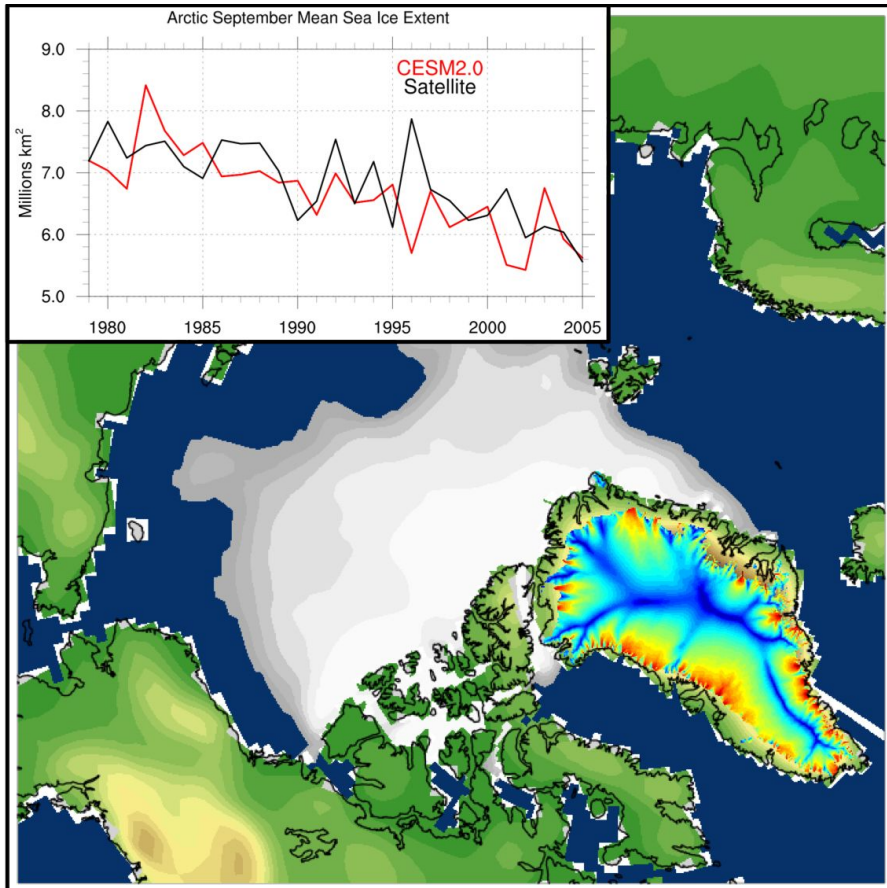 Arctic September Mean Sea Ice Extent
9.0
8.0
7.0
6.0
5.0
Millions km²
CESM2.0
Satellite
1980 1985 1990 1995 2000 2005